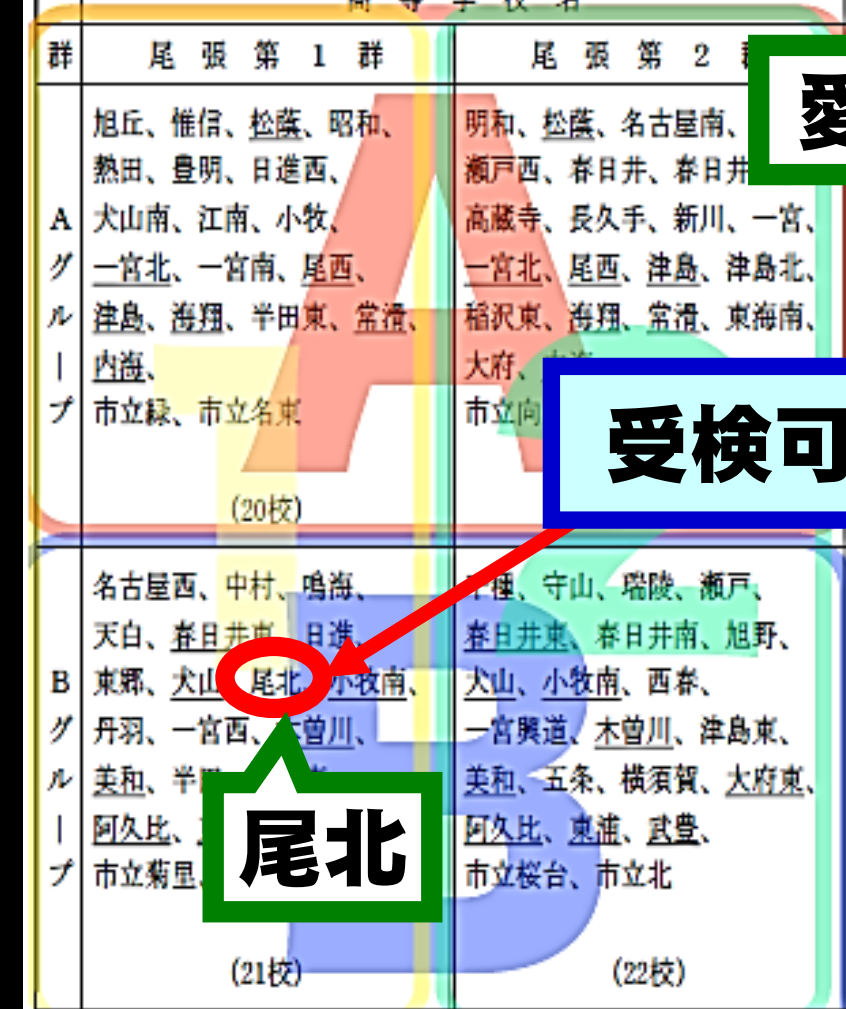 高等学校名
群
尾張第1群
尾張第2群
愛
Aグループ
旭丘、惟信、松蔭、昭和、
熱田、豊明、日進西、
犬山南、江南、小牧、
一宮北、一宮南、尾西、
津島、海翔、半田東、常滑、
内海、
市立緑、市立名東
(20校)
明和、松蔭、名古屋南、
瀬戸西、春日井、春日井
高蔵寺、長久手、新川、一宮、
一宮北、尾西、津島、津島北、
稲沢東、海翔、常滑、東海南、
大府、内海
市立向
受検可
Bグループ
名古屋西、中村、鳴海、
天白、春日井東、日進、
東郷、犬山、尾北、小牧南、
丹羽、一宮西、木曽川、
美和、半田
阿久比、
市立菊里、
(21校)
尾北
千種、守山、瑞陵、瀬戸、
春日井東、春日井南、旭野、
犬山、小牧南、西春、
一宮興道、木曽川、津島東、
美和、五条、横須賀、大府東、
阿久比、東浦、武豊、
市立桜台、市立北
(22校)
A
B
1
2